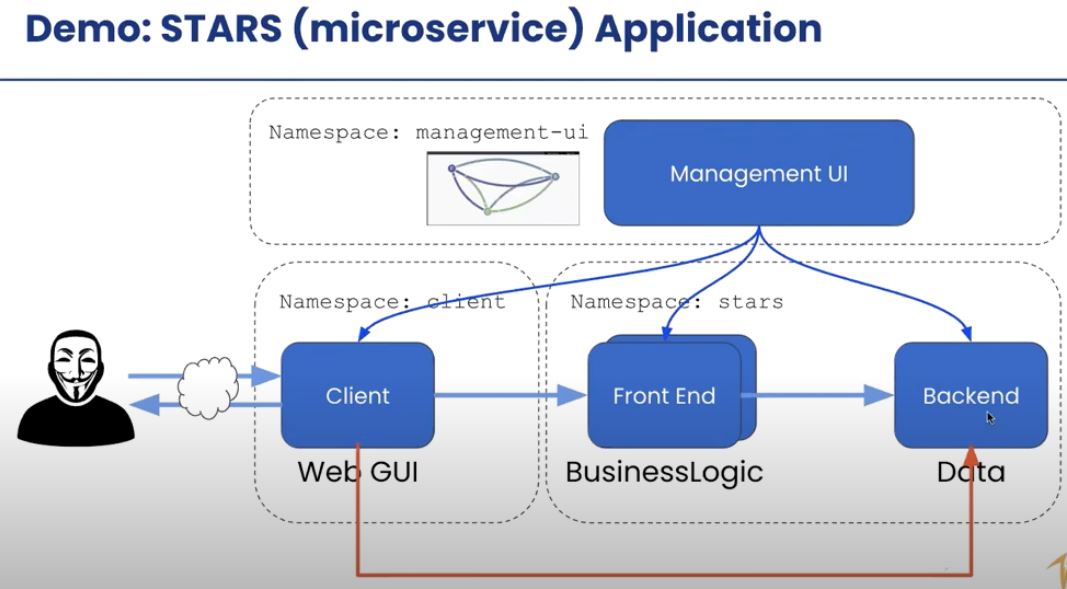 Demo: STARS (microservice) Application
Namespace: management-ui
Management UI
Namespace: client
Namespace: stars
Client
Front End
Backend
Web GUI
BusinessLogic
Data